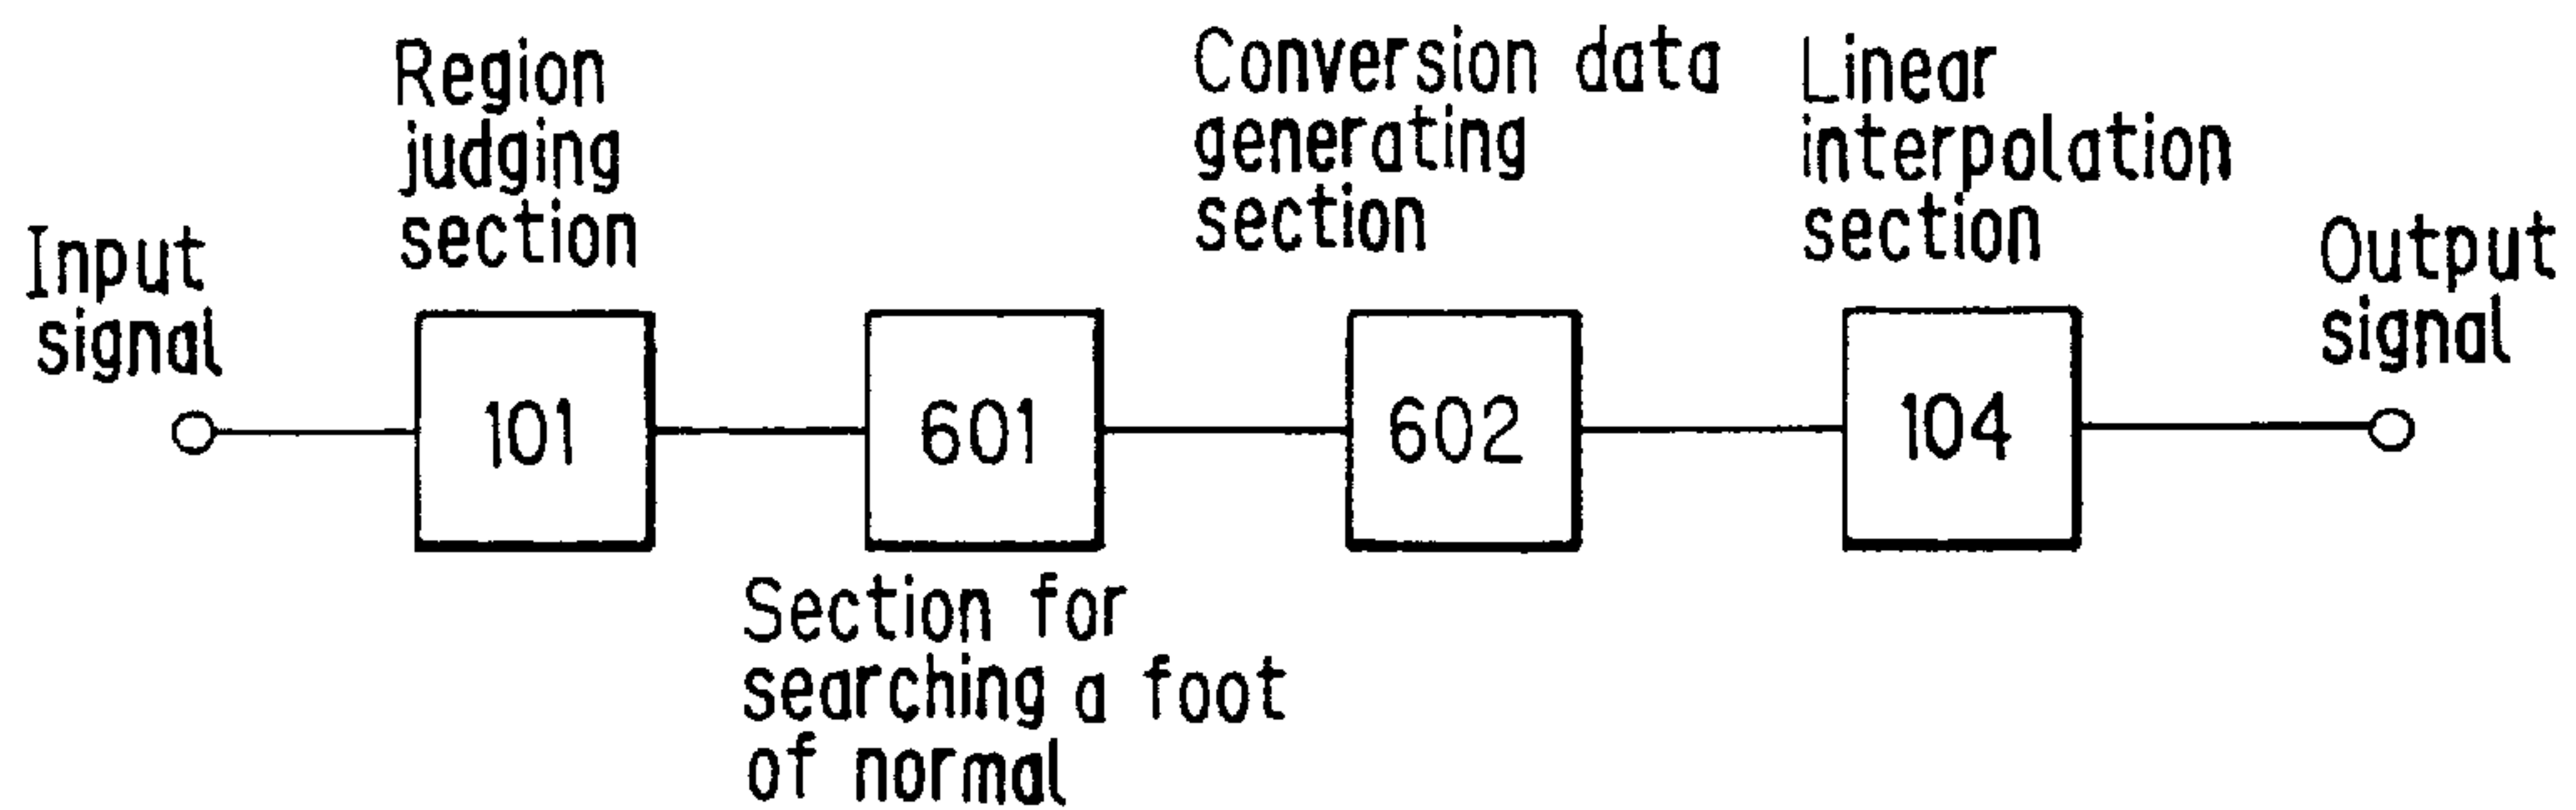 Input
signal
Region
judging
section
101
601
Section for
searching a foot
of normal
Conversion data
generating
section
602
Linear
interpolation
section
104
Output
signal